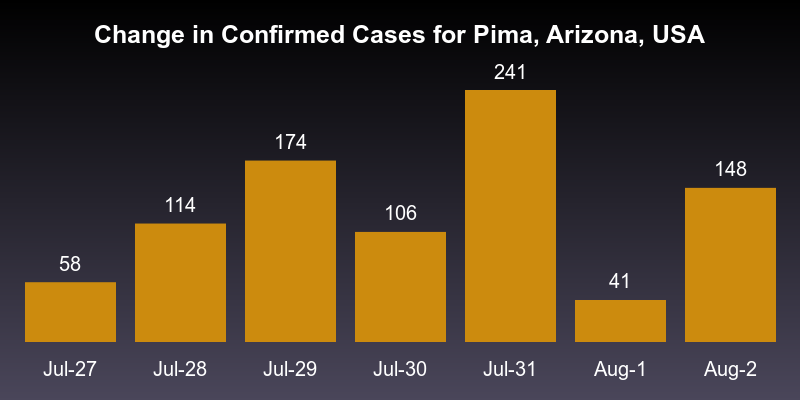 Change in Confirmed Cases for Pima, Arizona, USA
58
114
174
106
241
41
148
Jul-27
Jul-28
Jul-29
Jul-30
Jul-31
Aug-1
Aug-2